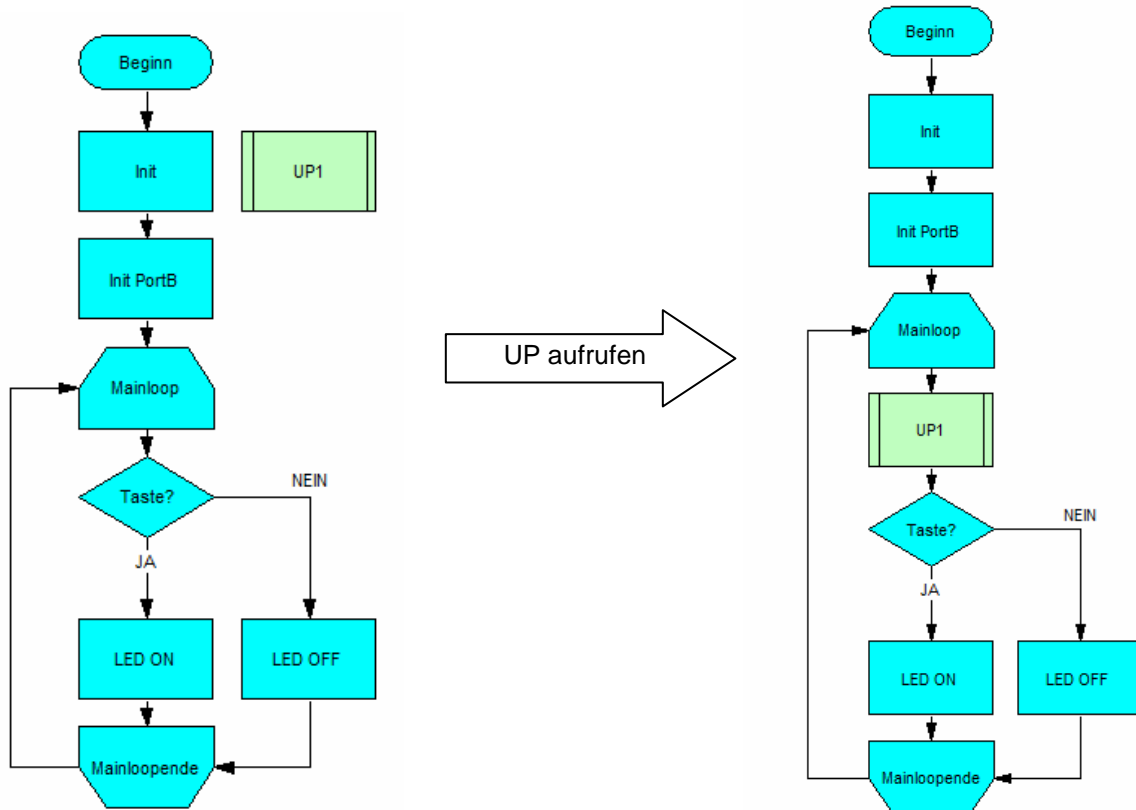 Beginn
Init
UP1
Init PortB
Mainloop
Taste?
NEIN
JA
LED ON
LED OFF
Mainloopende
UP aufrufen
Beginn
Init
Init PortB
Mainloop
UP1
Taste?
NEIN
JA
LED ON
LED OFF
Mainloopende